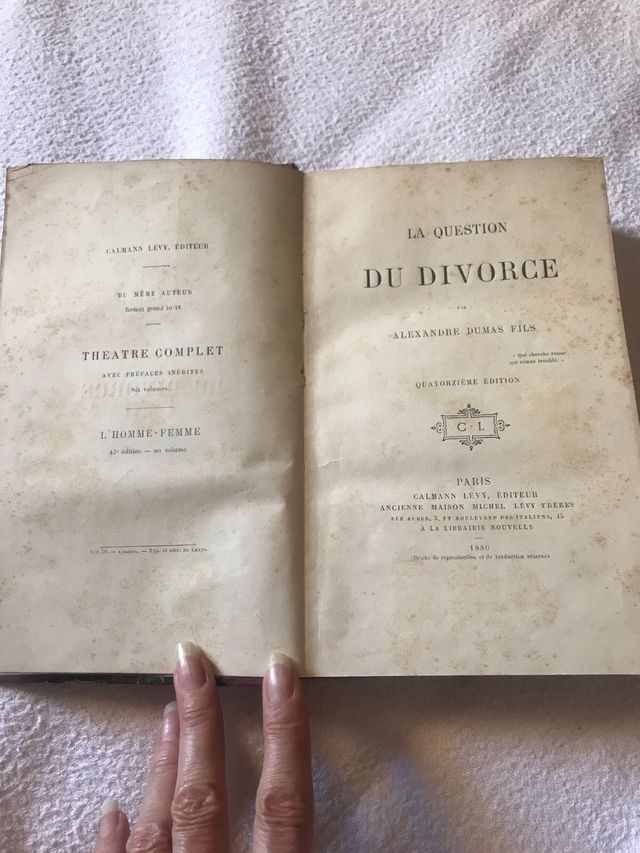 CALMANN LÉVY, ÉDITEUR
DU MÊME AUTEUR
format grand in-18.
THEATRE COMPLET
AVEC PRÉFACES INÉDITES
Six volumes.
L'HOMME-FEMME
43e édition — un volume.
Typ. et
LA QUESTION
DU DIVORCE
PAR
ALEXANDRE DUMAS FILS
« Qui cherche remue,
qui remue trouble. »
QUATORZIÈME ÉDITION
C·L
PARIS
CALMANN LÉVY, ÉDITEUR
ANCIENNE MAISON MICHEL LÉVY FRÈRES
RUE AUBER, 3, ET BOULEVARD DES ITALIENS, 15
A LA LIBRAIRIE NOUVELLE
1880
Droits de reproduction et de traduction réservés